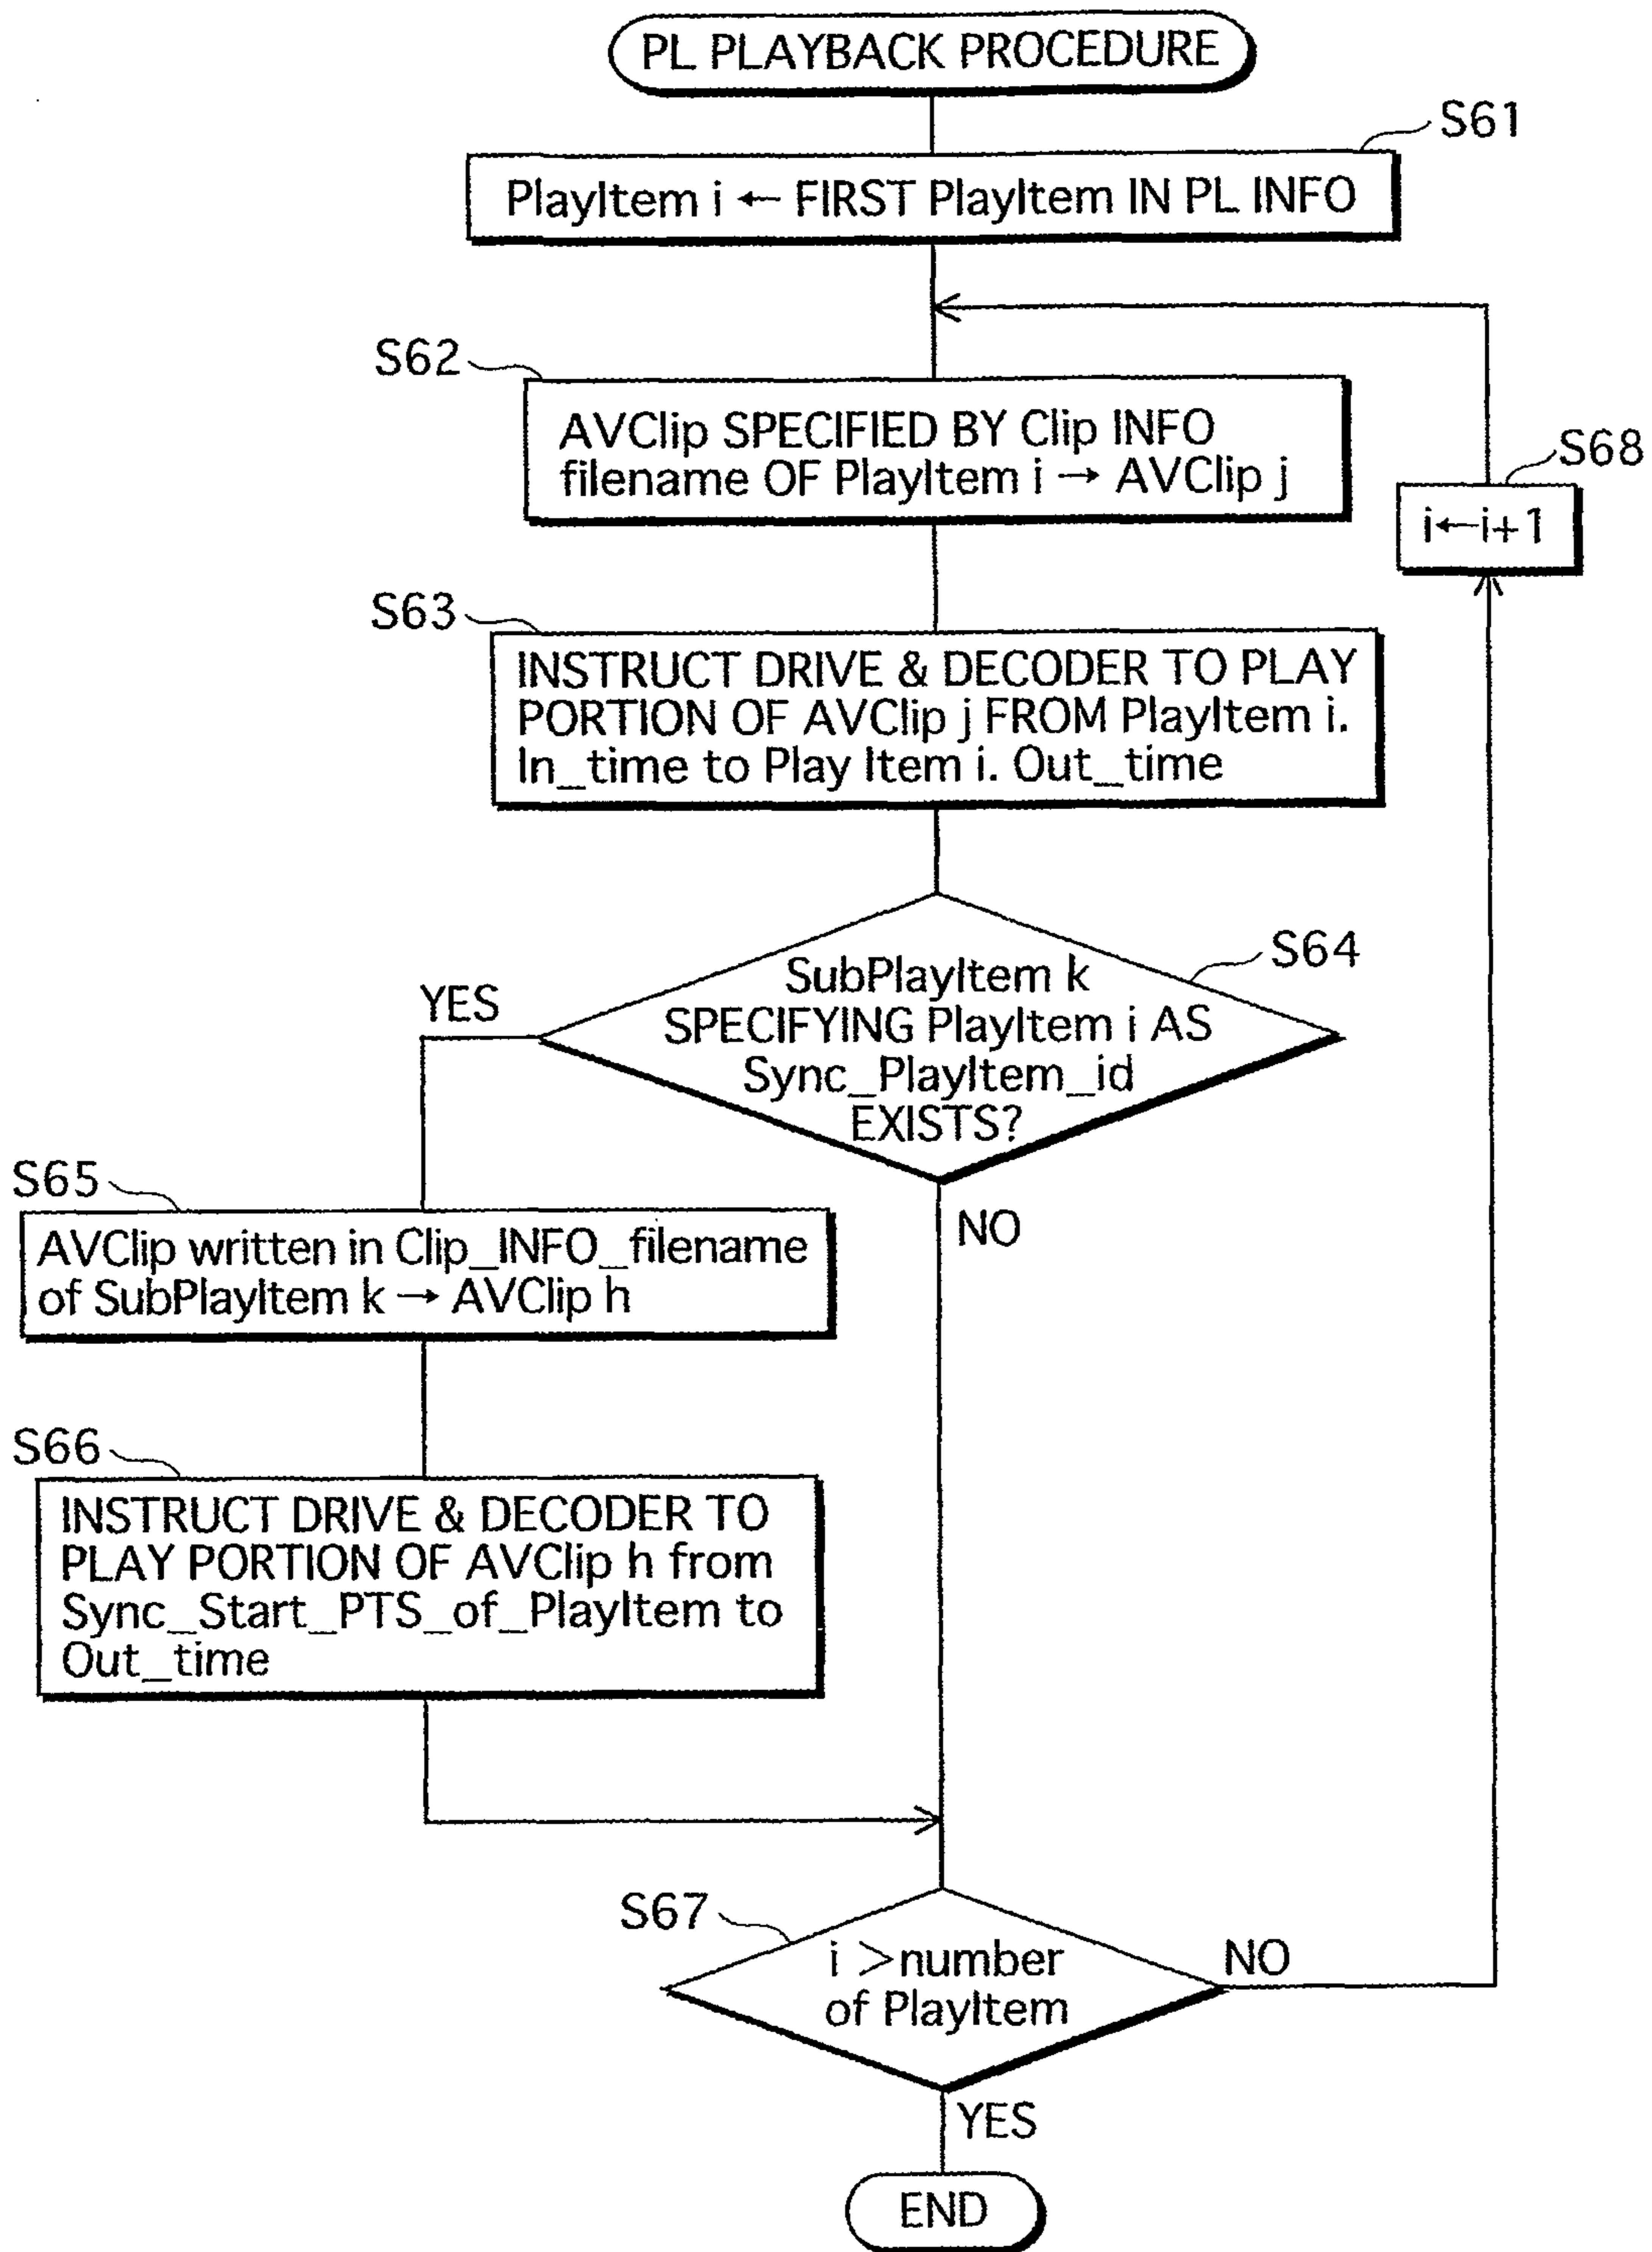 PL PLAYBACK PROCEDURE
S61
PlayItem i ← FIRST PlayItem IN PL INFO
S62
AVClip SPECIFIED BY Clip INFO
filename OF PlayItem i → AVClip j
S68
i←i+1
S63
INSTRUCT DRIVE & DECODER TO PLAY
PORTION OF AVClip j FROM PlayItem i.
In_time to Play Item i. Out_time
S64
SubPlayItem k
SPECIFYING PlayItem i AS
Sync_PlayItem_id
EXISTS?
YES
NO
S65
AVClip written in Clip_INFO_filename
of SubPlayItem k → AVClip h
S66
INSTRUCT DRIVE & DECODER TO
PLAY PORTION OF AVClip h from
Sync_Start_PTS_of_PlayItem to
Out_time
S67
i >number
of PlayItem
NO
YES
END